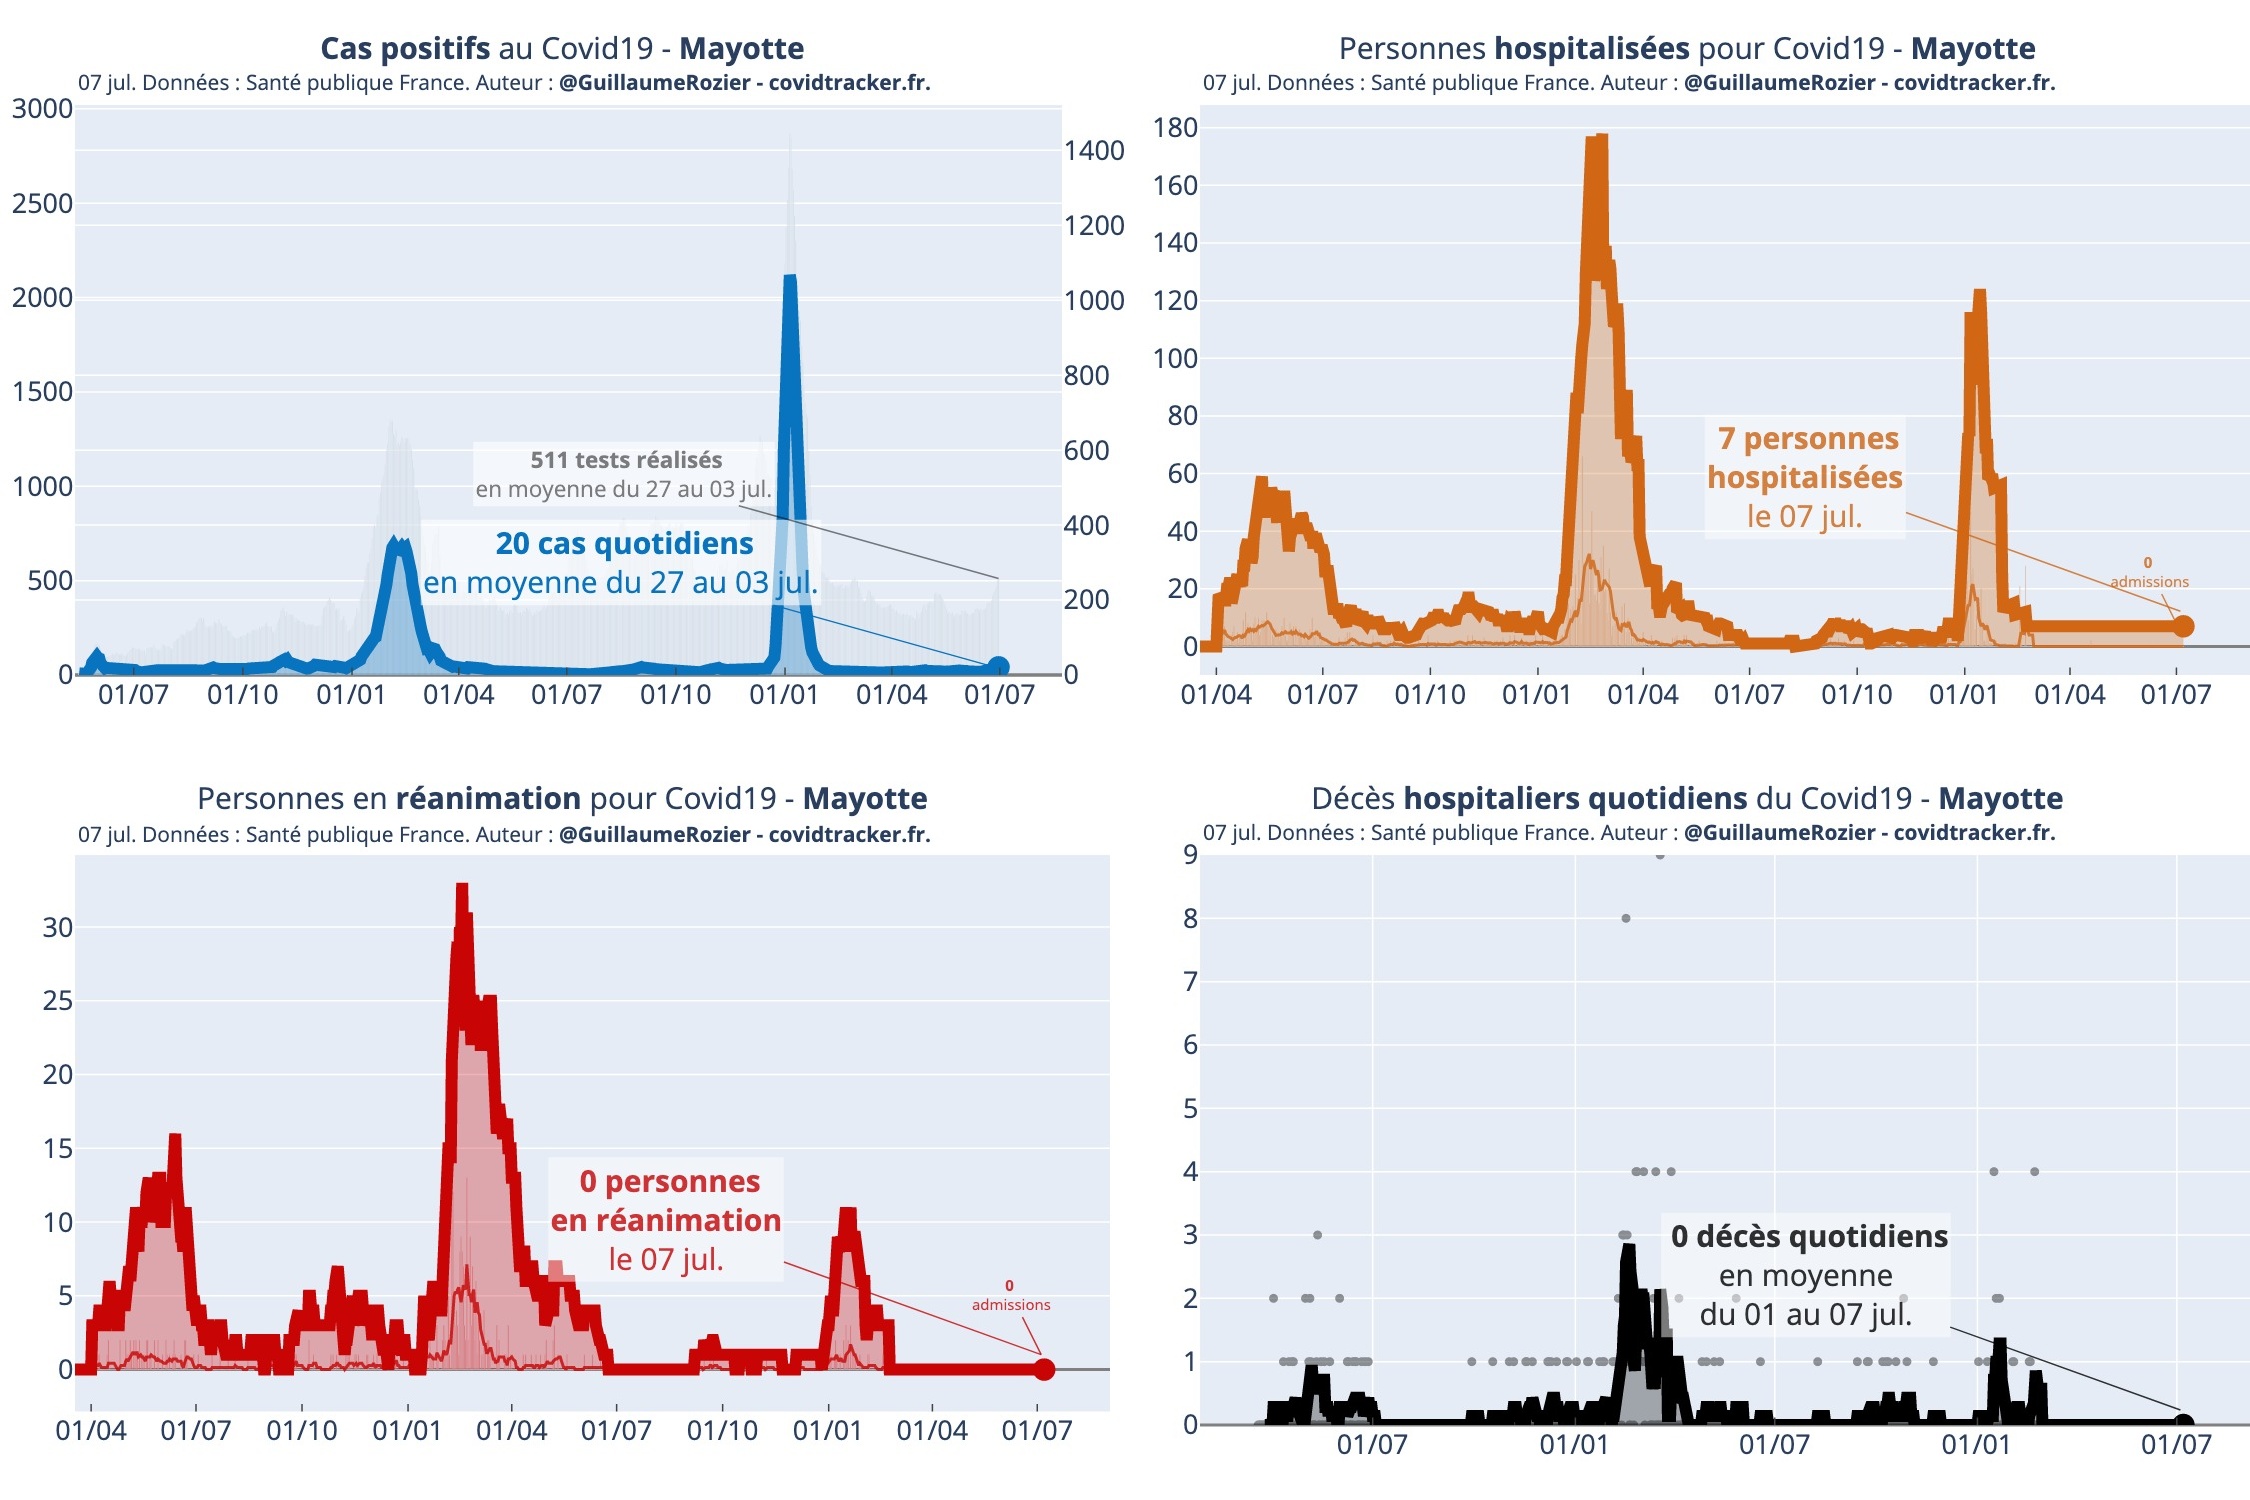 Cas positifs au Covid19 - Mayotte
07 jul. Données : Santé publique France. Auteur : @GuillaumeRozier - covidtracker.fr.
3000
2500
2000
1500
1000
500
0
1400
1200
1000
800
600
400
200
0
511 tests réalisés
en moyenne du 27 au 03 jul.
20 cas quotidiens
en moyenne du 27 au 03 jul.
01/07 01/10 01/01 01/04 01/07 01/10 01/01 01/04 01/07
Personnes hospitalisées pour Covid19 - Mayotte
07 jul. Données : Santé publique France. Auteur : @GuillaumeRozier - covidtracker.fr.
180
160
140
120
100
80
60
40
20
0
7 personnes
hospitalisées
le 07 jul.
0
admissions
01/04 01/07 01/10 01/01 01/04 01/07 01/10 01/01 01/04 01/07
Personnes en réanimation pour Covid19 - Mayotte
07 jul. Données : Santé publique France. Auteur : @GuillaumeRozier - covidtracker.fr.
30
25
20
15
10
5
0
0 personnes
en réanimation
le 07 jul.
0
admissions
01/04 01/07 01/10 01/01 01/04 01/07 01/10 01/01 01/04 01/07
Décès hospitaliers quotidiens du Covid19 - Mayotte
07 jul. Données : Santé publique France. Auteur : @GuillaumeRozier - covidtracker.fr.
9
8
7
6
5
4
3
2
1
0
0 décès quotidiens
en moyenne
du 01 au 07 jul.
01/07 01/01 01/07 01/01 01/07